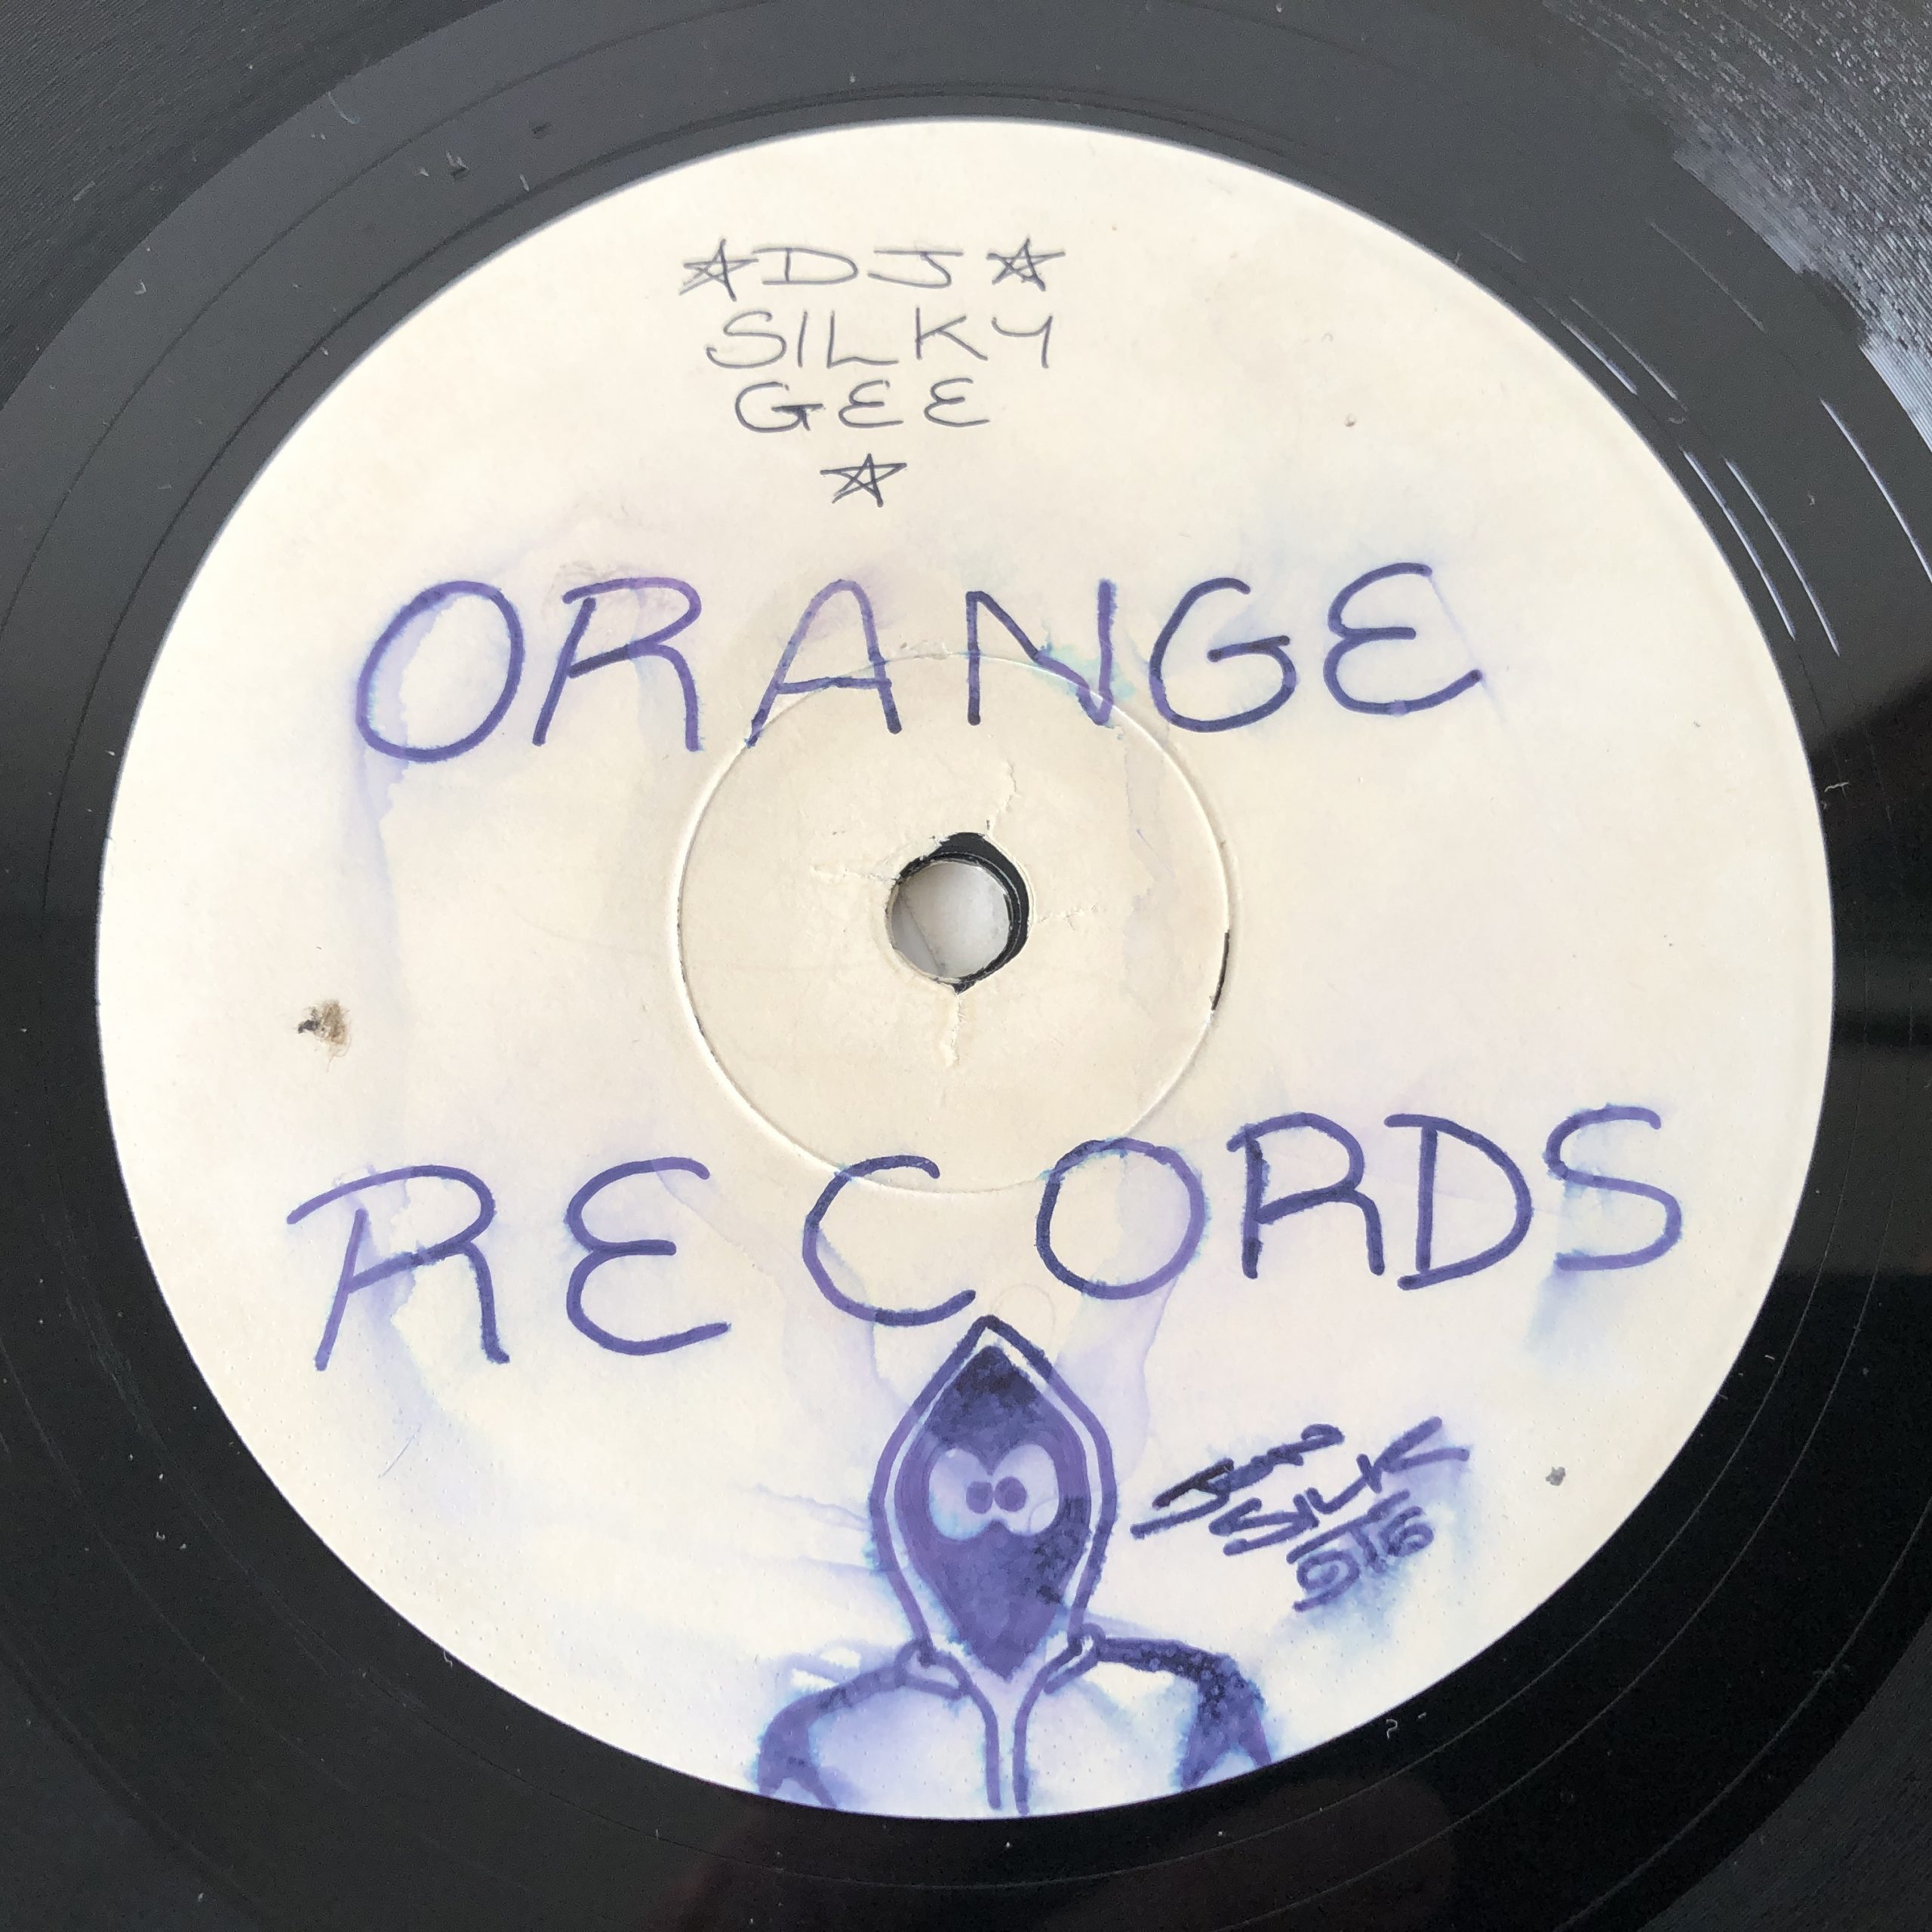 ☆DJ☆
SILKY
GEE
☆
ORANGE
RECORDS
SILK